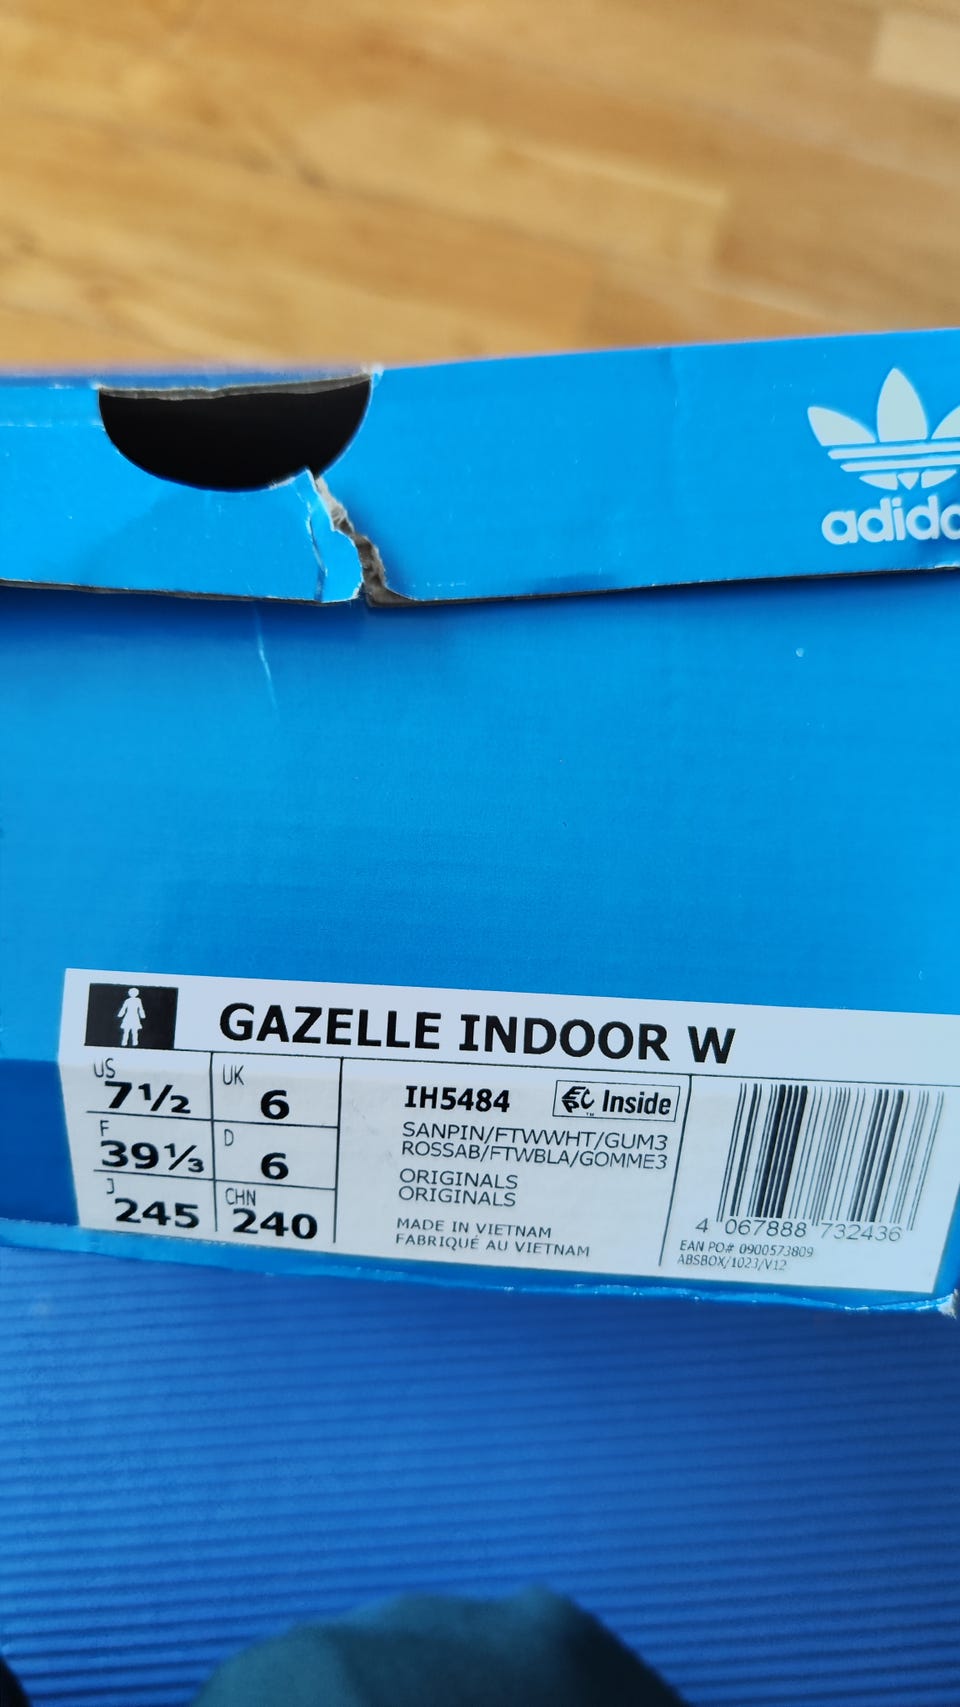 adida
GAZELLE INDOOR W
US
7½
UK
6
F
39⅓
D
6
J
245
CHN
240
IH5484
EC Inside
SANPIN/FTWWHT/GUM3
ROSSAB/FTWBLA/GOMME3
ORIGINALS
ORIGINALS
MADE IN VIETNAM
FABRIQUÉ AU VIETNAM
4 067888 732436
EAN PO# 0900573809
ABSBOX/1023/V12